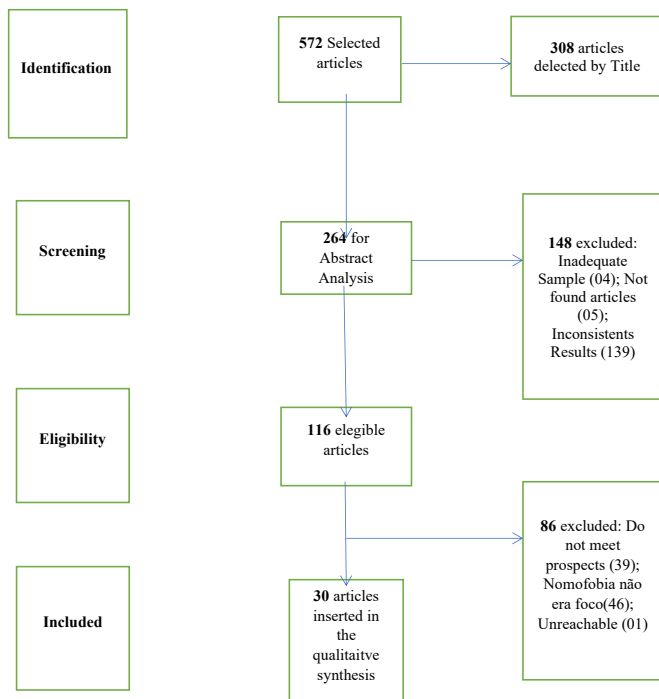 Identification
572 Selected
articles
308 articles
delected by Title
Screening
264 for
Abstract
Analysis
148 excluded:
Inadequate
Sample (04); Not
found articles
(05);
Inconsistents
Results (139)
Eligibility
116 elegible
articles
86 excluded: Do
not meet
prospects (39);
Nomofobia não
era foco(46);
Unreachable (01)
Included
30 articles
inserted in
the
qualitaitve
synthesis